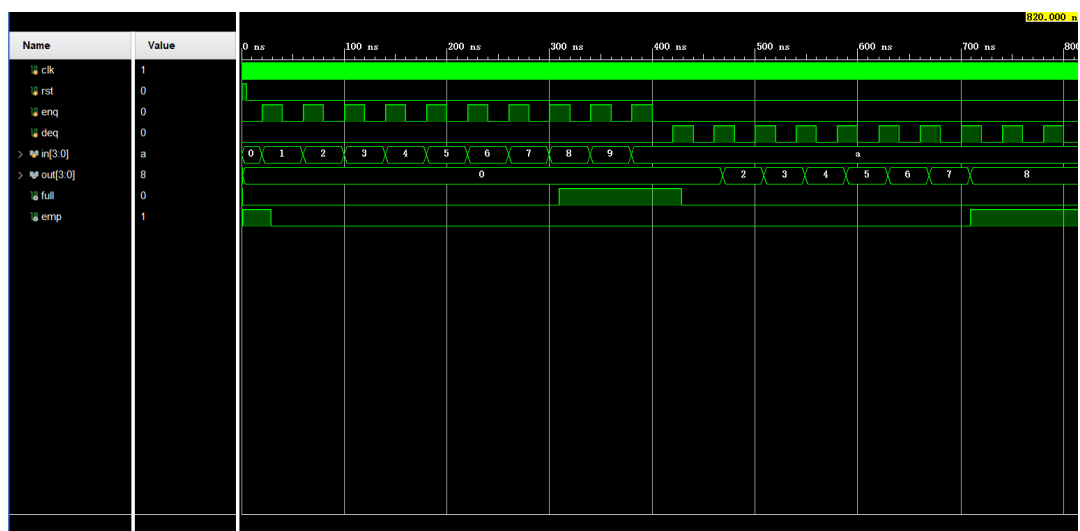 820.000 n
Name Value 0 ns 100 ns 200 ns 300 ns 400 ns 500 ns 600 ns 700 ns 800
clk 1
rst 0
enq 0
deq 0
in[3:0] a 0 1 2 3 4 5 6 7 8 9 a
out[3:0] 8 0 2 3 4 5 6 7 8
full 0
emp 1